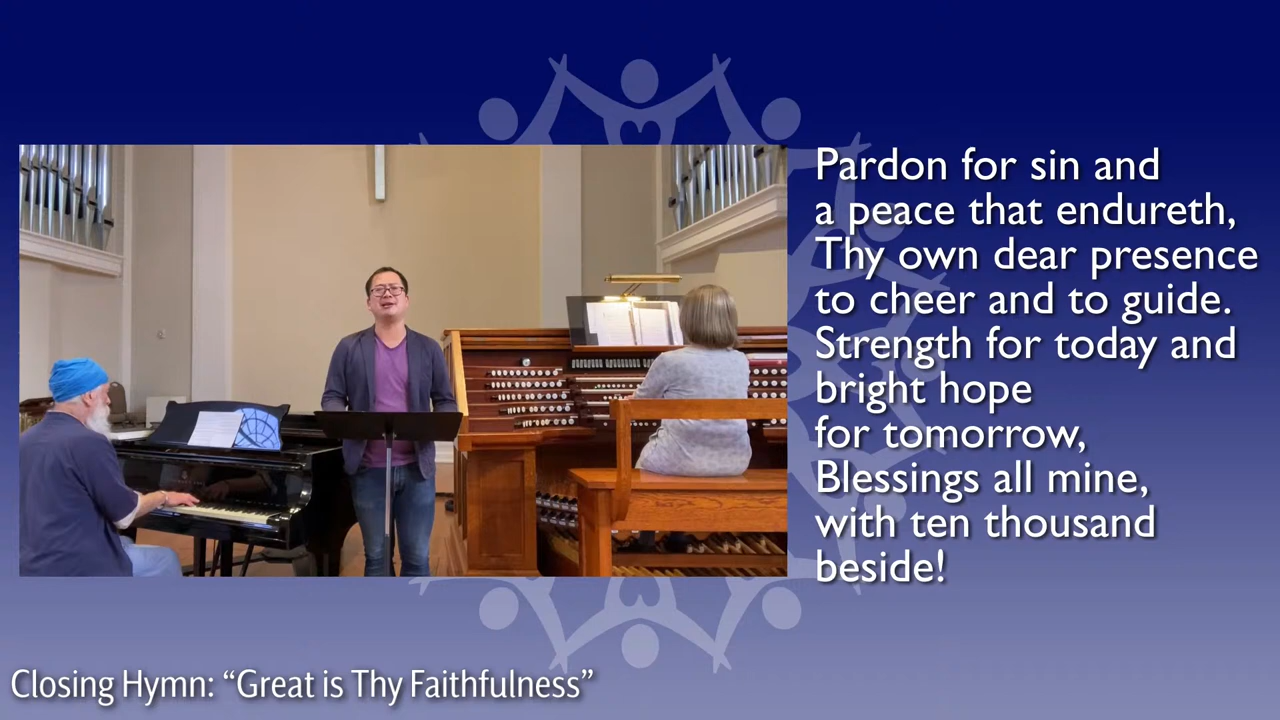 Pardon for sin and
a peace that endureth,
Thy own dear presence
to cheer and to guide.
Strength for today and
bright hope
for tomorrow,
Blessings all mine,
with ten thousand
beside!
Closing Hymn: “Great is Thy Faithfulness”